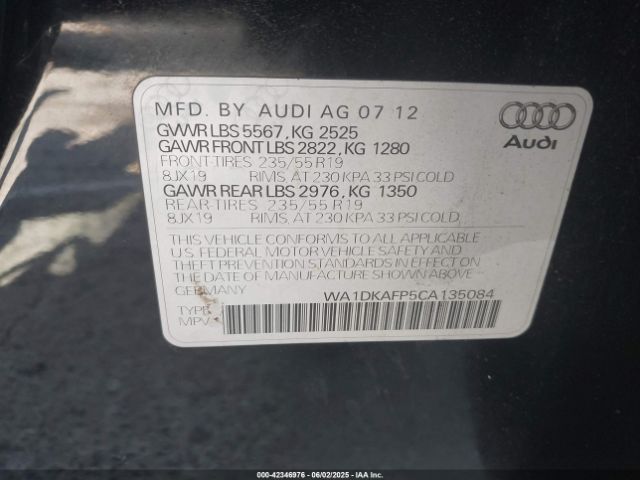 MFD. BY AUDI AG 07 12
GVWR LBS 5567, KG 2525
GAWR FRONT LBS 2822, KG 1280
FRONT-TIRES 235/55 R19
8JX19 RIMS AT 230 KPA 33 PSI COLD
GAWR REAR LBS 2976, KG 1350
REAR-TIRES 235/55 R19
8JX19 RIMS AT 230 KPA 33 PSI COLD
Audi
THIS VEHICLE CONFORMS TO ALL APPLICABLE
U.S. FEDERAL MOTOR VEHICLE SAFETY AND
THEFT PREVENTION STANDARDS IN EFFECT ON THE
DATE OF MANUFACTURE SHOWN ABOVE
GERMANY WA1DKAFP5CA135084
TYPE
MPV
00-42346976 | 06/02/2025 | IAA Inc.